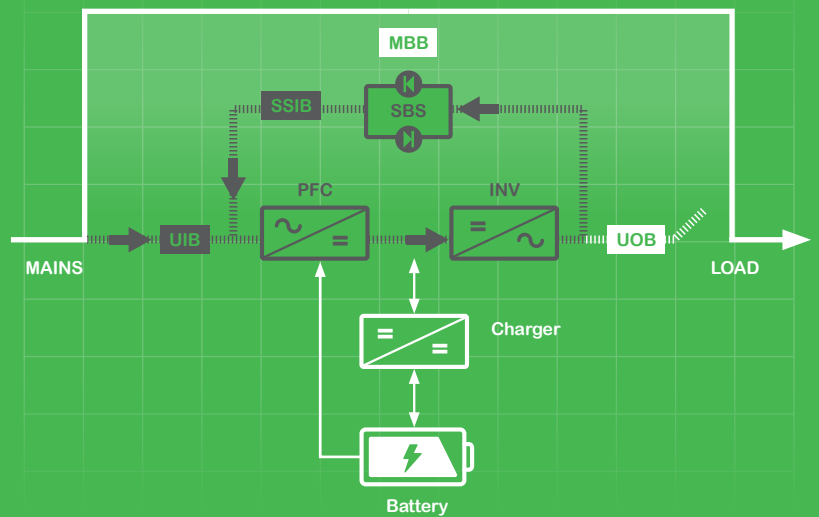 MBB
SSIB
SBS
PFC
INV
UIB
UOB
MAINS
LOAD
Charger
Battery